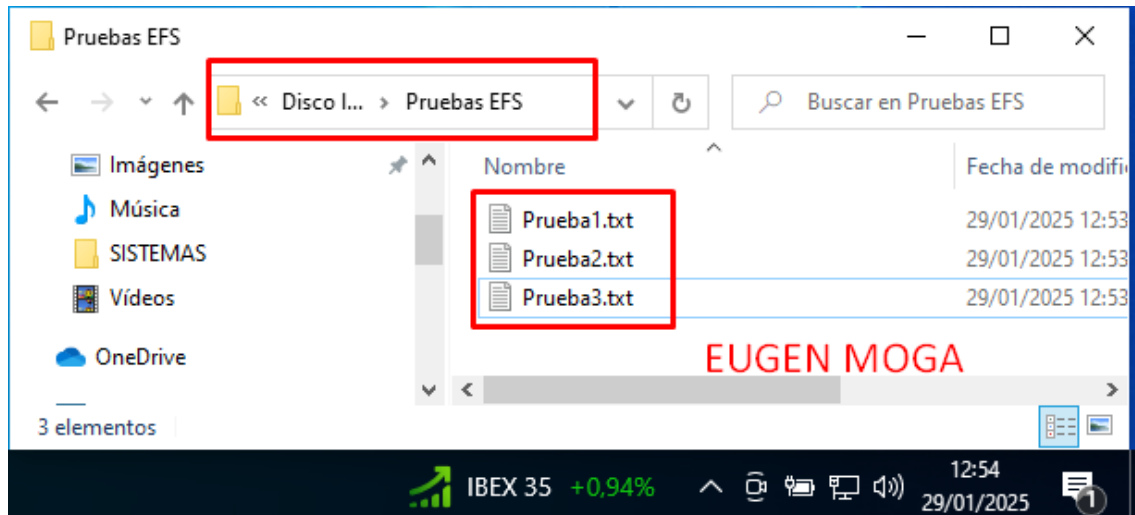 Pruebas EFS
« Disco l... > Pruebas EFS
Buscar en Pruebas EFS
Imágenes
Música
SISTEMAS
Vídeos
OneDrive
Nombre
Fecha de modifi
Prueba1.txt
29/01/2025 12:53
Prueba2.txt
29/01/2025 12:53
Prueba3.txt
29/01/2025 12:53
EUGEN MOGA
3 elementos
IBEX 35 +0,94%
12:54
29/01/2025
1